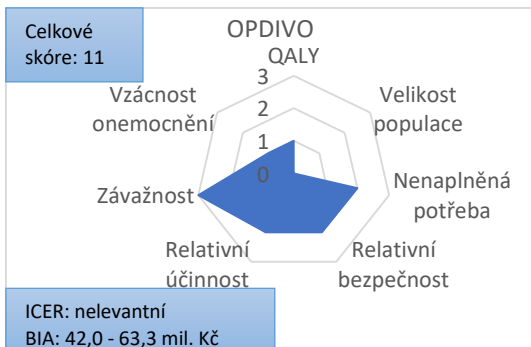 Celkové
skóre: 11
OPDIVO
QALY
Velikost
populace
Nenaplněná
potřeba
Relativní
bezpečnost
Relativní
účinnost
Závažnost
Vzácnost
onemocnění
3
2
1
0
ICER: nelevantní
BIA: 42,0 - 63,3 mil. Kč